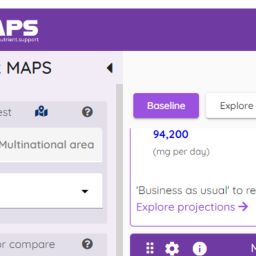 APS
nutrient.support
MAPS
est
Multinational area
or compare
Baseline
Explore
94,200
(mg per day)
'Business as usual' to re
Explore projections →